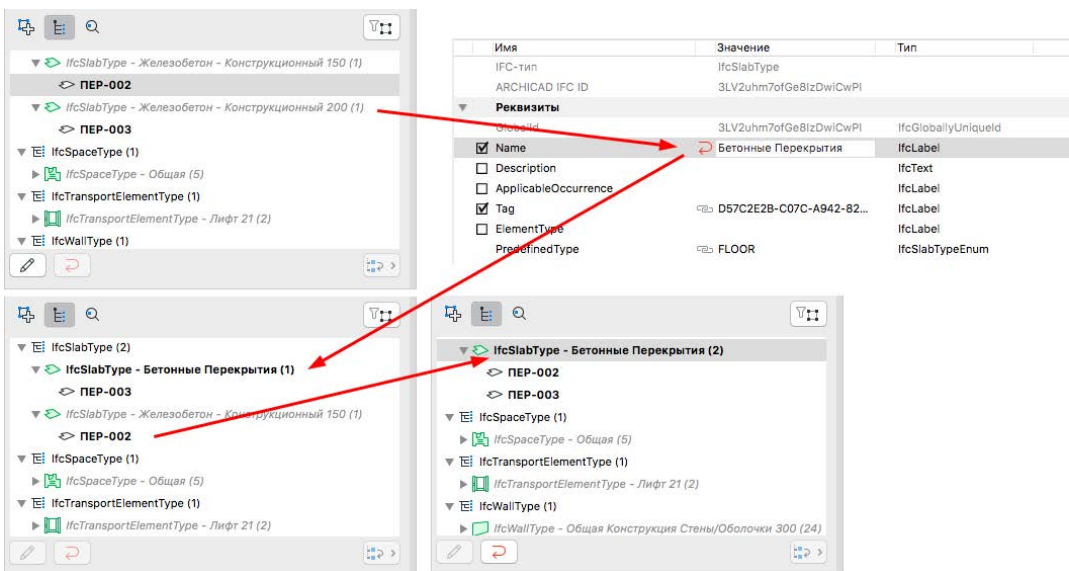 IfcSlabType - Железобетон - Конструкционный 150 (1)
ПЕР-002
IfcSlabType - Железобетон - Конструкционный 200 (1)
ПЕР-003
IfcSpaceType (1)
IfcSpaceType - Общая (5)
IfcTransportElementType (1)
IfcTransportElementType - Лифт 21 (2)
IfcWallType (1)
Имя Значение Тип
IFC-тип IfcSlabType
ARCHICAD IFC ID 3LV2uhm7ofGe8IzDwiCwPI
Реквизиты
GlobalId 3LV2uhm7ofGe8IzDwiCwPI IfcGloballyUniqueId
Name Бетонные Перекрытия IfcLabel
Description IfcText
ApplicableOccurrence IfcLabel
Tag D57C2E2B-C07C-A942-82... IfcLabel
ElementType IfcLabel
PredefinedType FLOOR IfcSlabTypeEnum
IfcSlabType (2)
IfcSlabType - Бетонные Перекрытия (1)
ПЕР-003
IfcSlabType - Железобетон - Конструкционный 150 (1)
ПЕР-002
IfcSpaceType (1)
IfcSpaceType - Общая (5)
IfcTransportElementType (1)
IfcTransportElementType - Лифт 21 (2)
IfcSlabType - Бетонные Перекрытия (2)
ПЕР-002
ПЕР-003
IfcSpaceType (1)
IfcSpaceType - Общая (5)
IfcTransportElementType (1)
IfcTransportElementType - Лифт 21 (2)
IfcWallType (1)
IfcWallType - Общая Конструкция Стены/Оболочки 300 (24)